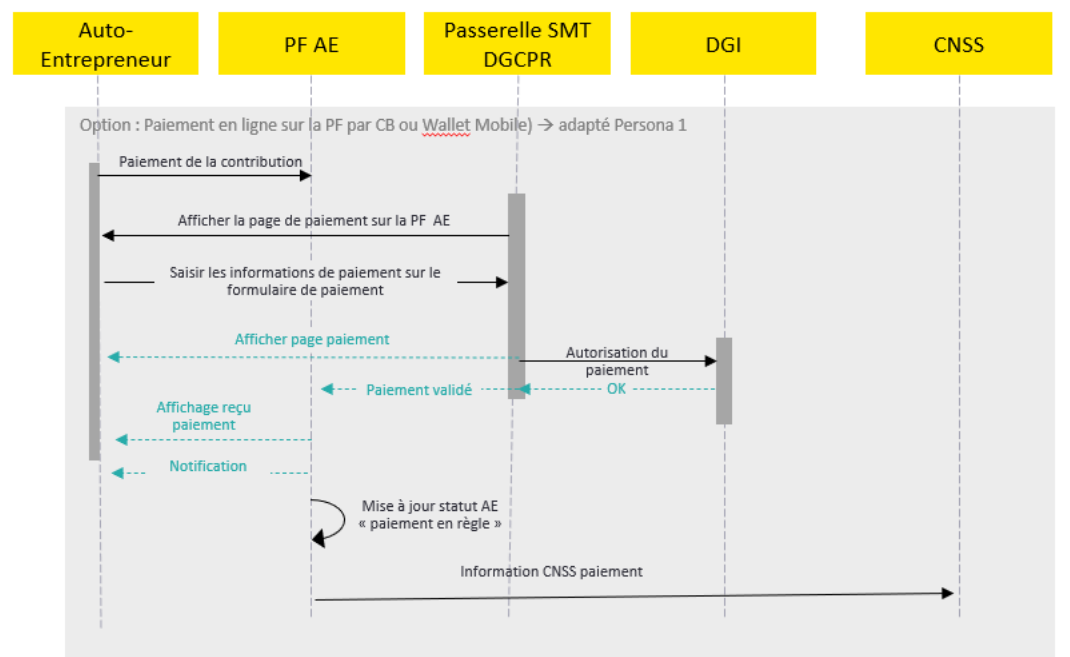 Auto-
Entrepreneur
PF AE
Passerelle SMT
DGCPR
DGI
CNSS
Option : Paiement en ligne sur la PF par CB ou Wallet Mobile) → adapté Persona 1
Paiement de la contribution
Afficher la page de paiement sur la PF AE
Saisir les informations de paiement sur le
formulaire de paiement
Afficher page paiement
Autorisation du
paiement
Paiement validé
OK
Affichage reçu
paiement
Notification
Mise à jour statut AE
« paiement en règle »
Information CNSS paiement